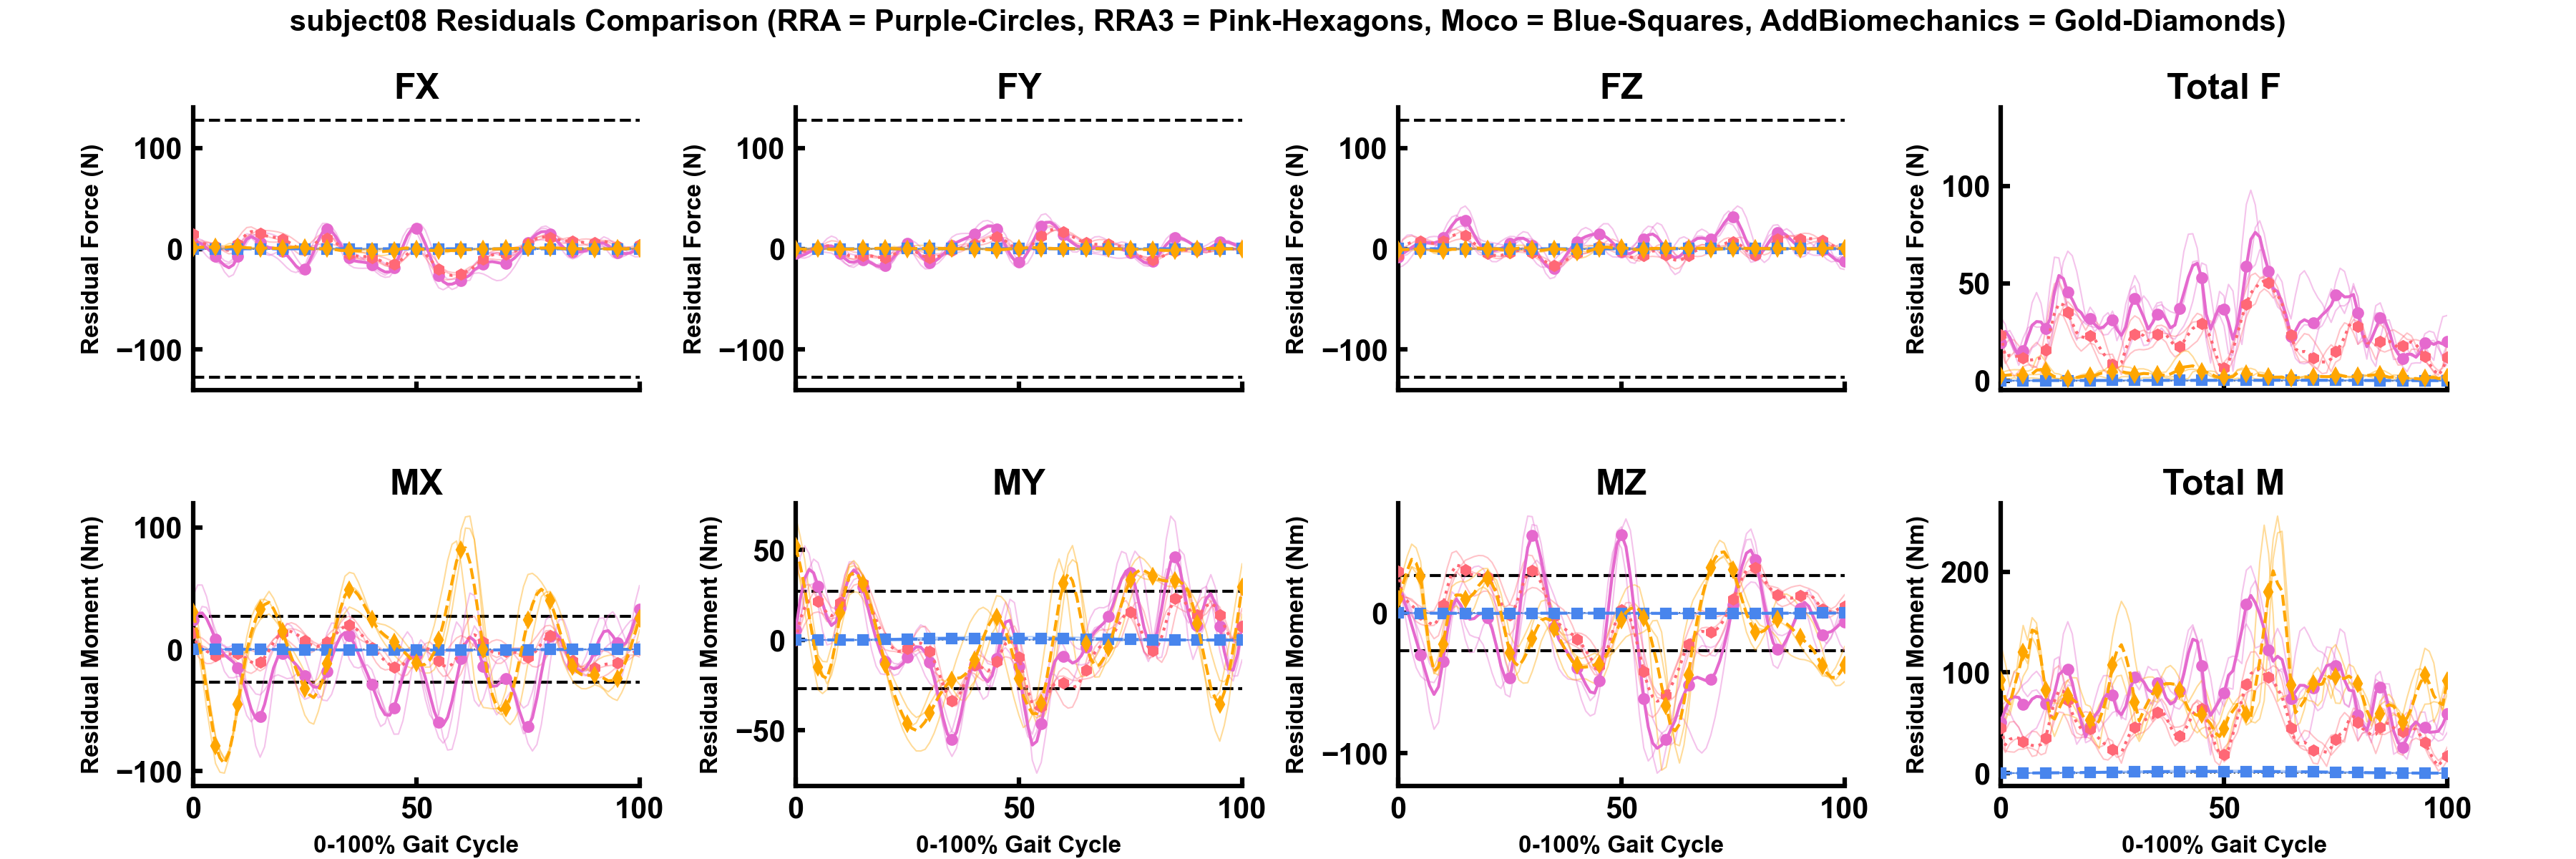 subject08 Residuals Comparison (RRA = Purple-Circles, RRA3 = Pink-Hexagons, Moco = Blue-Squares, AddBiomechanics = Gold-Diamonds)
FX
Residual Force (N)
100
0
−100
FY
Residual Force (N)
100
0
−100
FZ
Residual Force (N)
100
0
−100
Total F
Residual Force (N)
100
50
0
MX
Residual Moment (Nm)
100
0
−100
0 50 100
0-100% Gait Cycle
MY
Residual Moment (Nm)
50
0
−50
0 50 100
0-100% Gait Cycle
MZ
Residual Moment (Nm)
0
−100
0 50 100
0-100% Gait Cycle
Total M
Residual Moment (Nm)
200
100
0
0 50 100
0-100% Gait Cycle